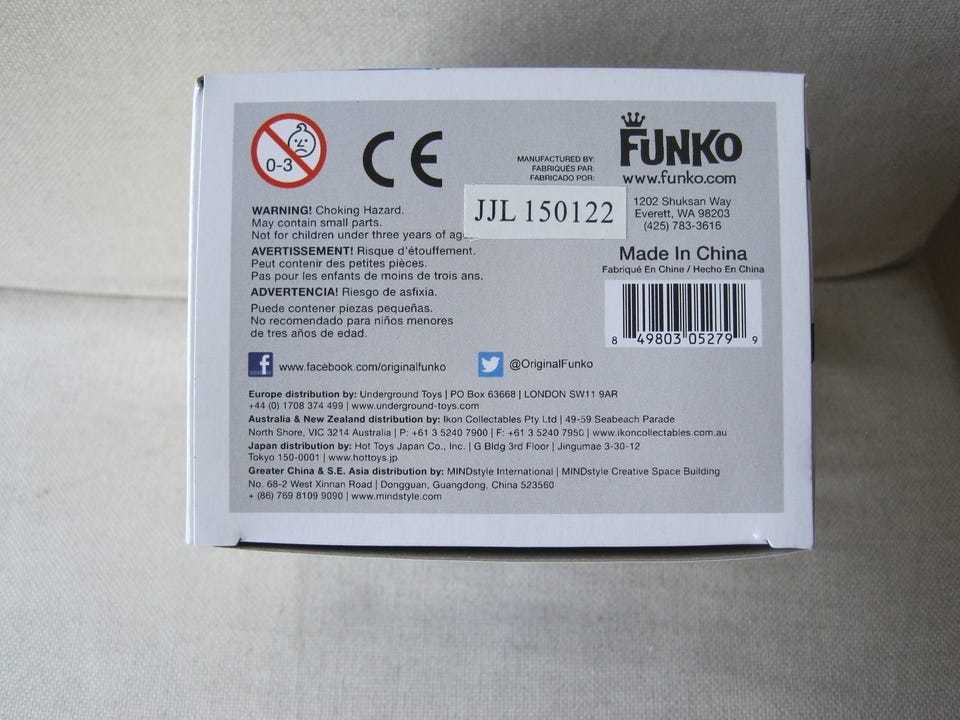 0-3
CE
MANUFACTURED BY:
FABRIQUÉS PAR:
FABRICADO POR:
FUNKO
www.funko.com
1202 Shuksan Way
Everett, WA 98203
(425) 783-3616
JJL 150122
WARNING! Choking Hazard.
May contain small parts.
Not for children under three years of
AVERTISSEMENT! Risque d'étouffement.
Peut contenir des petites pièces.
Pas pour les enfants de moins de trois ans.
ADVERTENCIA! Riesgo de asfixia.
Puede contener piezas pequeñas.
No recomendado para niños menores
de tres años de edad.
Made In China
Fabriqué En Chine / Hecho En China
8 49803 05279 9
f www.facebook.com/originalfunko
@OriginalFunko
Europe distribution by: Underground Toys | PO Box 63668 | LONDON SW11 9AR
+44 (0) 1708 374 499 | www.underground-toys.com
Australia & New Zealand distribution by: Ikon Collectables Pty Ltd | 49-59 Seabeach Parade
North Shore, VIC 3214 Australia | P: +61 3 5240 7900 | F: +61 3 5240 7950 | www.ikoncollectables.com.au
Japan distribution by: Hot Toys Japan Co., Inc. | G Bldg 3rd Floor | Jingumae 3-30-12
Tokyo 150-0001 | www.hottoys.jp
Greater China & S.E. Asia distribution by: MINDstyle International | MINDstyle Creative Space Building
No. 68-2 West Xinnan Road | Dongguan, Guangdong, China 523560
+ (86) 769 8109 9090 | www.mindstyle.com